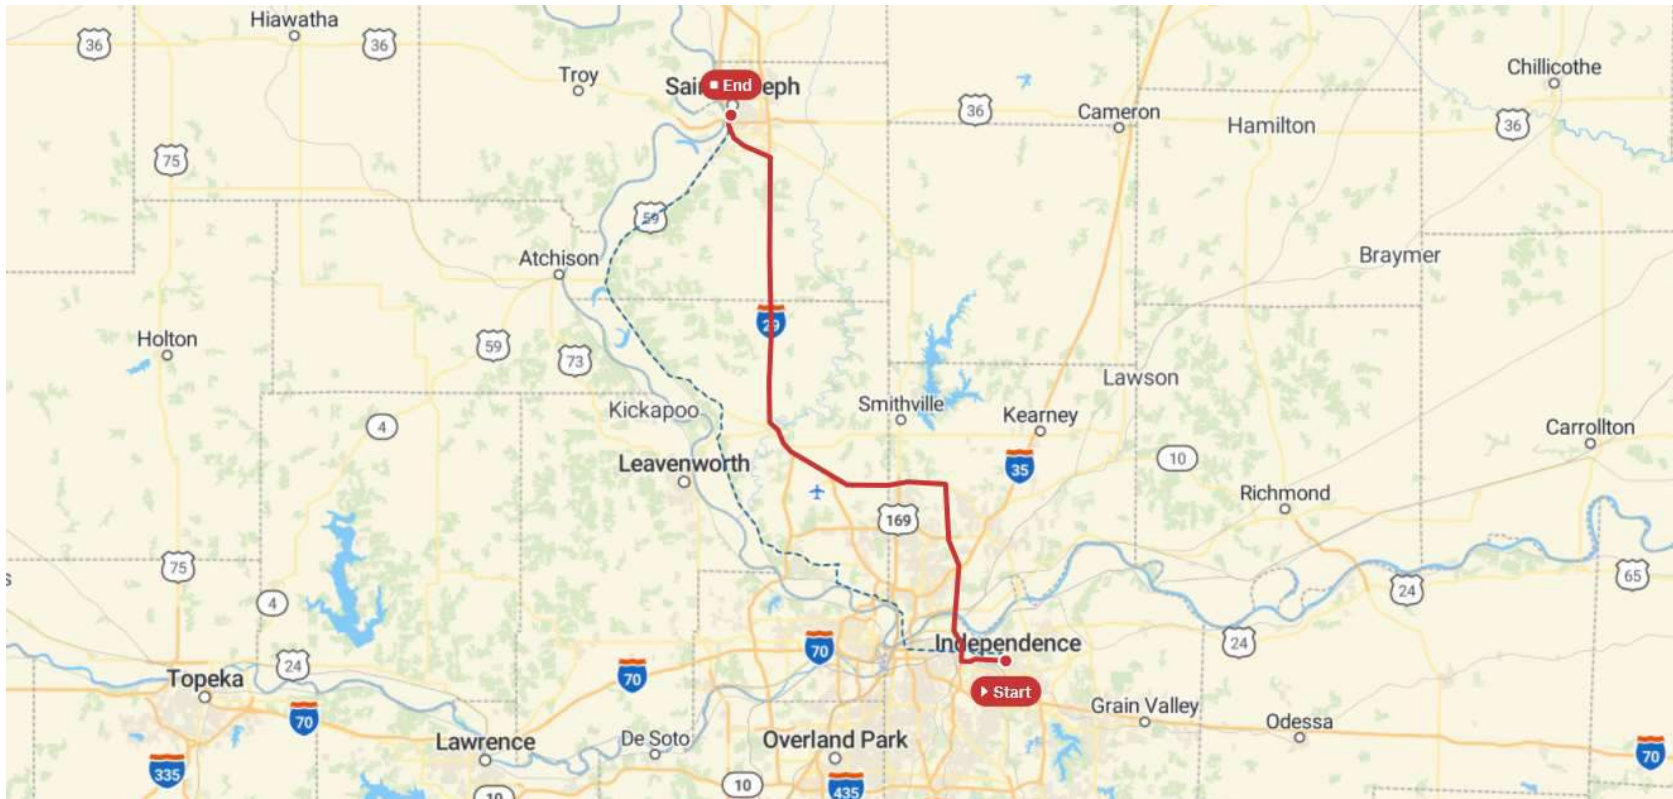 Hiawatha
36
36
Troy
End
Sai eph
Chillicothe
36
Cameron
Hamilton
36
75
59
Atchison
Braymer
29
Holton
59
73
Lawson
Kickapoo
Smithville
Kearney
4
Carrollton
Leavenworth
10
35
Richmond
169
75
65
4
24
Independence
70
24
24
Topeka
70
Start
Grain Valley
70
Lawrence
De Soto
Overland Park
Odessa
70
335
10
10
435